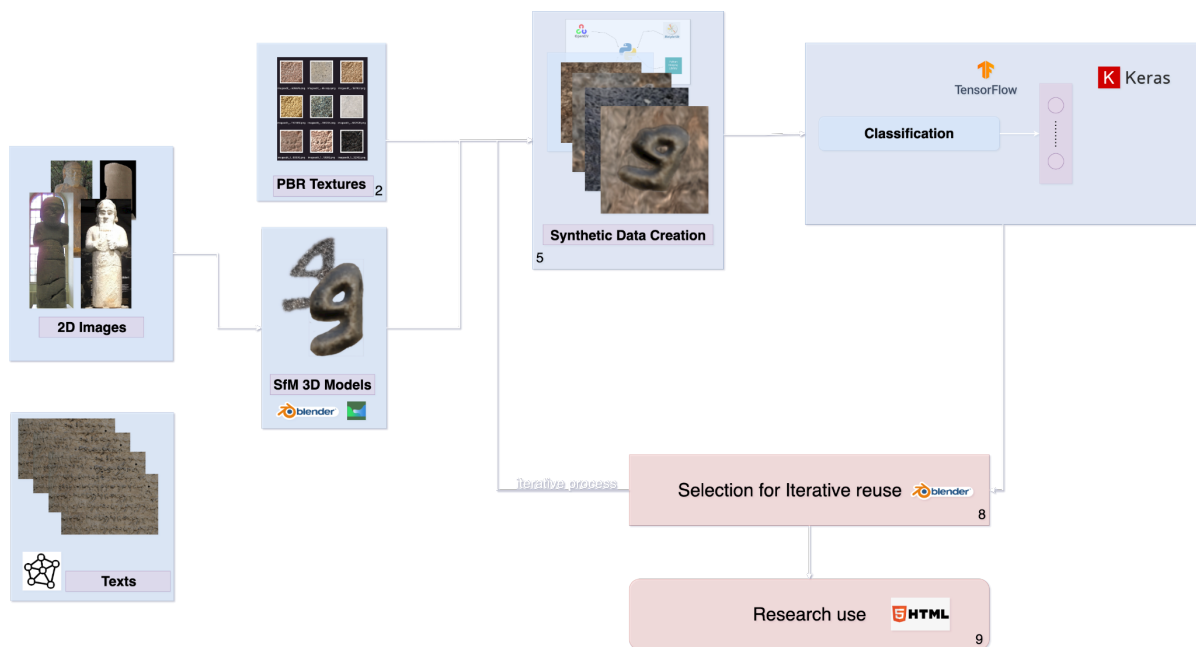 2D Images
Texts
PBR Textures
2
SfM 3D Models
blender
Synthetic Data Creation
5
TensorFlow
K Keras
Classification
iterative process
Selection for Iterative reuse blender
8
Research use 5 HTML
9